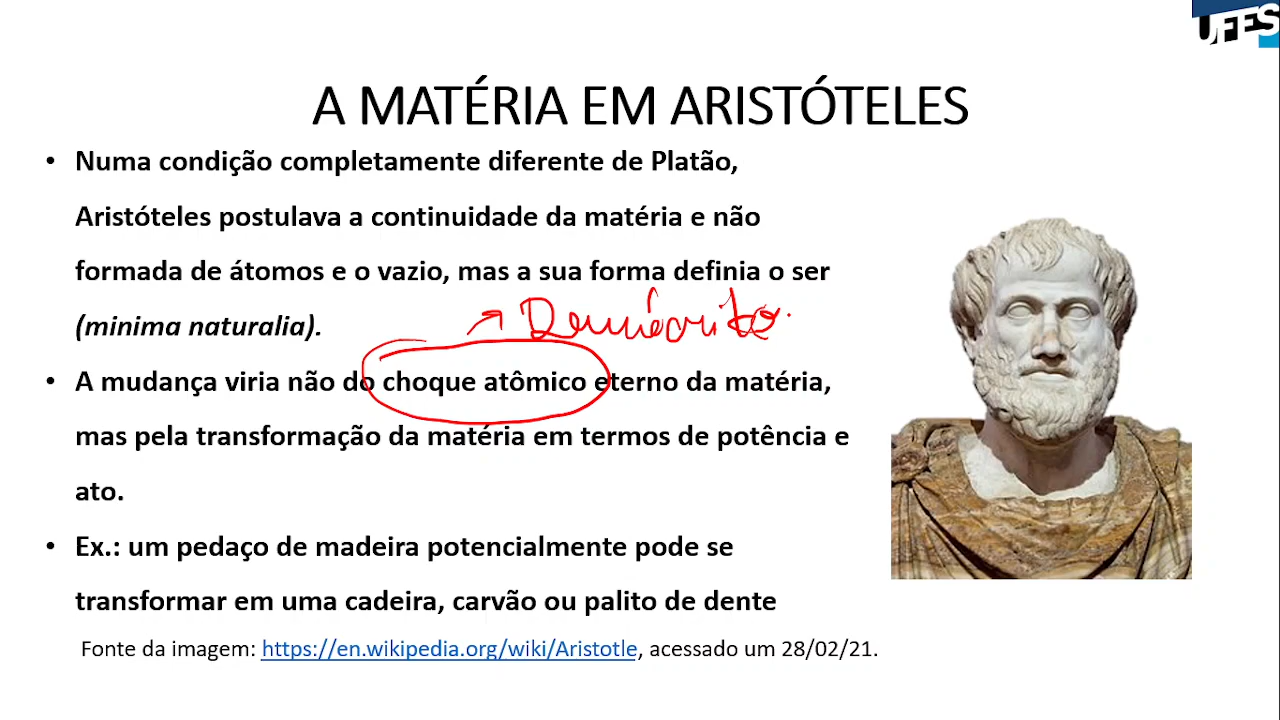 UFES
A MATÉRIA EM ARISTÓTELES
• Numa condição completamente diferente de Platão,
Aristóteles postulava a continuidade da matéria e não
formada de átomos e o vazio, mas a sua forma definia o ser
(minima naturalia).
→ Demócrito
• A mudança viria não do choque atômico eterno da matéria,
mas pela transformação da matéria em termos de potência e
ato.
• Ex.: um pedaço de madeira potencialmente pode se
transformar em uma cadeira, carvão ou palito de dente
Fonte da imagem: https://en.wikipedia.org/wiki/Aristotle, acessado um 28/02/21.